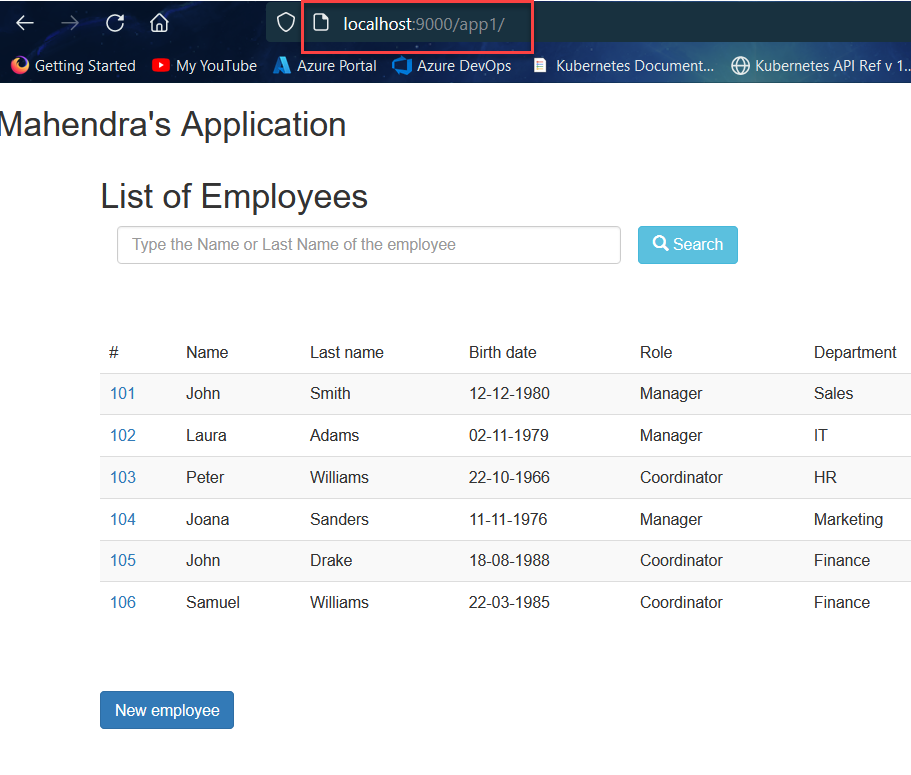 localhost:9000/app1/
Getting Started My YouTube Azure Portal Azure DevOps Kubernetes Document... Kubernetes API Ref v 1...
Mahendra's Application
List of Employees
Type the Name or Last Name of the employee Search
# Name Last name Birth date Role Department
101 John Smith 12-12-1980 Manager Sales
102 Laura Adams 02-11-1979 Manager IT
103 Peter Williams 22-10-1966 Coordinator HR
104 Joana Sanders 11-11-1976 Manager Marketing
105 John Drake 18-08-1988 Coordinator Finance
106 Samuel Williams 22-03-1985 Coordinator Finance
New employee